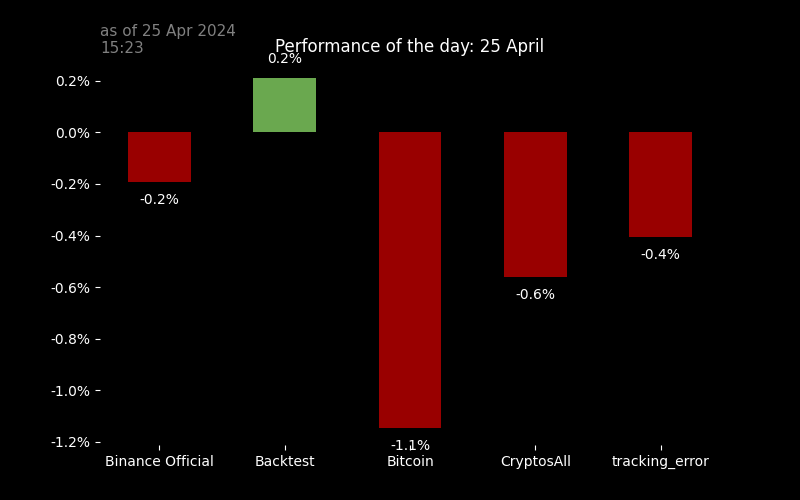 as of 25 Apr 2024
15:23
Performance of the day: 25 April
0.2%
0.2%
0.0%
-0.2%
-0.2%
-0.4%
-0.4%
-0.6%
-0.6%
-0.8%
-1.0%
-1.2%
-1.1%
Binance Official
Backtest
Bitcoin
CryptosAll
tracking_error